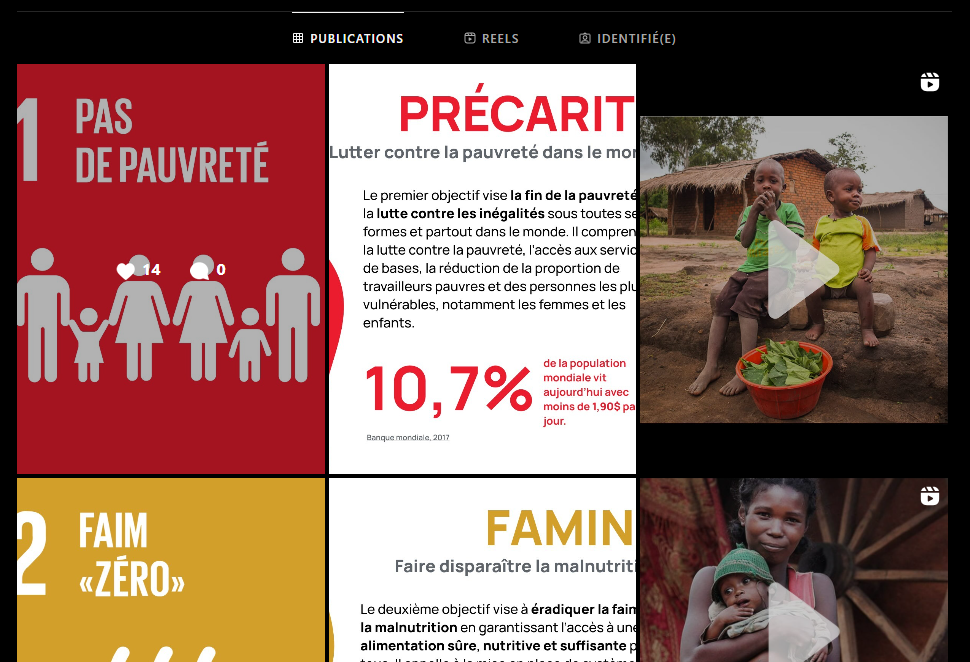 PUBLICATIONS
REELS
IDENTIFIÉ(E)
1
PAS
DE PAUVRETÉ
14
0
PRÉCARIT
Lutter contre la pauvreté dans le mon
Le premier objectif vise la fin de la pauvreté
la lutte contre les inégalités sous toutes se
formes et partout dans le monde. Il compren
la lutte contre la pauvreté, l'accès aux servic
de bases, la réduction de la proportion de
travailleurs pauvres et des personnes les plu
vulnérables, notamment les femmes et les
enfants.
10,7%
de la population
mondiale vit
aujourd'hui avec
moins de 1,90$ pa
jour.
Banque mondiale, 2017
2
FAIM
«ZÉRO»
FAMIN
Faire disparaître la malnutriti
Le deuxième objectif vise à éradiquer la faim
la malnutrition en garantissant l'accès à une
alimentation sûre, nutritive et suffisante p